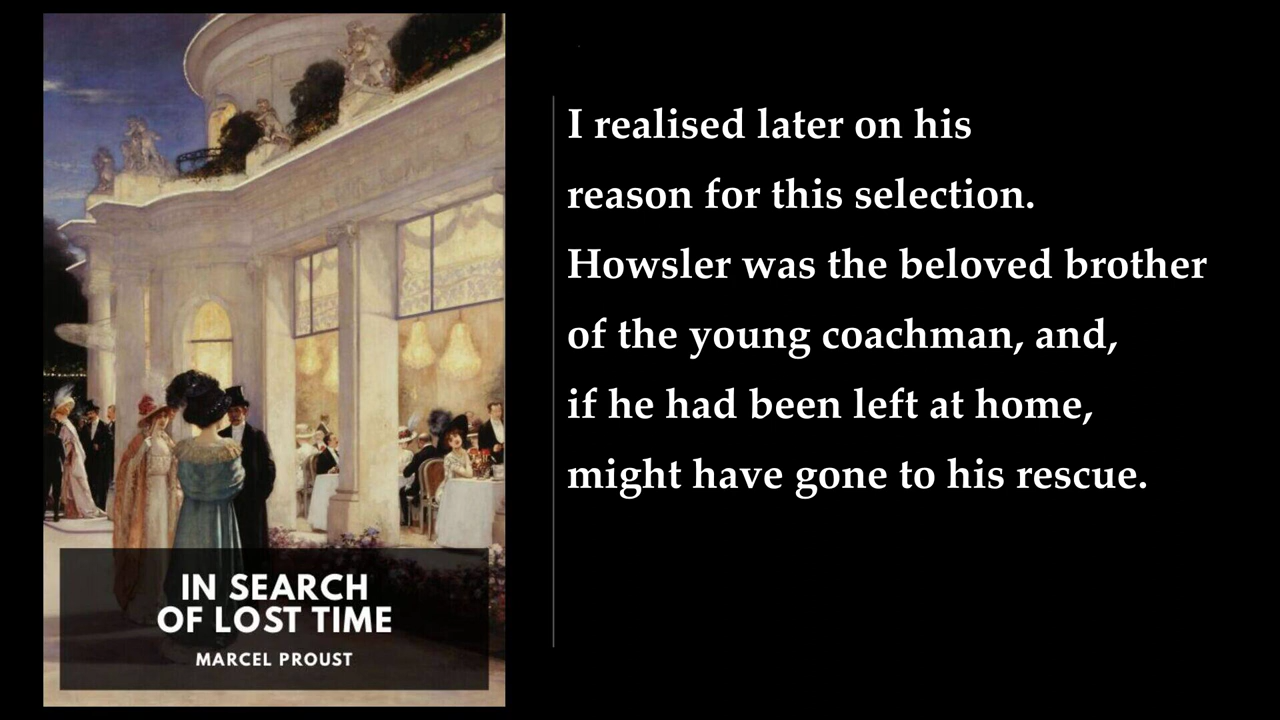 IN SEARCH
OF LOST TIME
MARCEL PROUST
I realised later on his
reason for this selection.
Howsler was the beloved brother
of the young coachman, and,
if he had been left at home,
might have gone to his rescue.